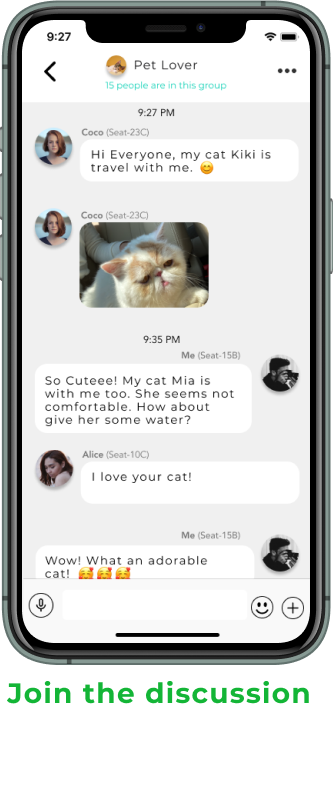 9:27
Pet Lover
15 people are in this group
9:27 PM
Coco (Seat-23C)
Hi Everyone, my cat Kiki is
travel with me. 😊
Coco (Seat-23C)
9:35 PM
Me (Seat-15B)
So Cuteee! My cat Mia is
with me too. She seems not
comfortable. How about
give her some water?
Alice (Seat-10C)
I love your cat!
Me (Seat-15B)
Wow! What an adorable
cat! 🥰🥰🥰
Join the discussion